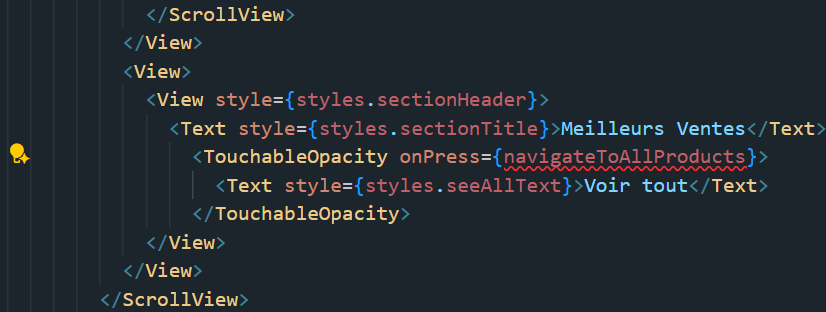 </ScrollView>
</View>
<View>
<View style={styles.sectionHeader}>
<Text style={styles.sectionTitle}>Meilleurs Ventes</Text>
<TouchableOpacity onPress={navigateToAllProducts}>
<Text style={styles.seeAllText}>Voir tout</Text>
</TouchableOpacity>
</View>
</View>
</ScrollView>